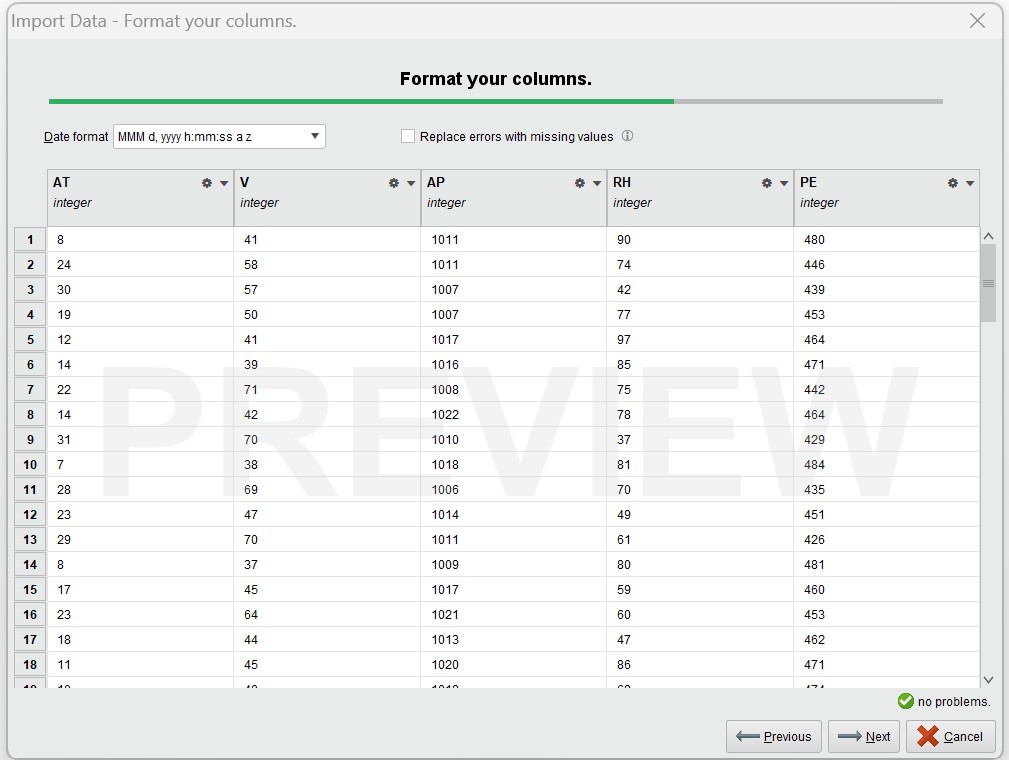 Import Data - Format your columns.
Format your columns.
Date format MMM d, yyyy h:mm:ss a z Replace errors with missing values
AT V AP RH PE
integer integer integer integer integer
1 8 41 1011 90 480
2 24 58 1011 74 446
3 30 57 1007 42 439
4 19 50 1007 77 453
5 12 41 1017 97 464
6 14 39 1016 85 471
7 22 71 1008 75 442
8 14 42 1022 78 464
9 31 70 1010 37 429
10 7 38 1018 81 484
11 28 69 1006 70 435
12 23 47 1014 49 451
13 29 70 1011 61 426
14 8 37 1009 80 481
15 17 45 1017 59 460
16 23 64 1021 60 453
17 18 44 1013 47 462
18 11 45 1020 86 471
PREVIEW
no problems.
Previous Next Cancel